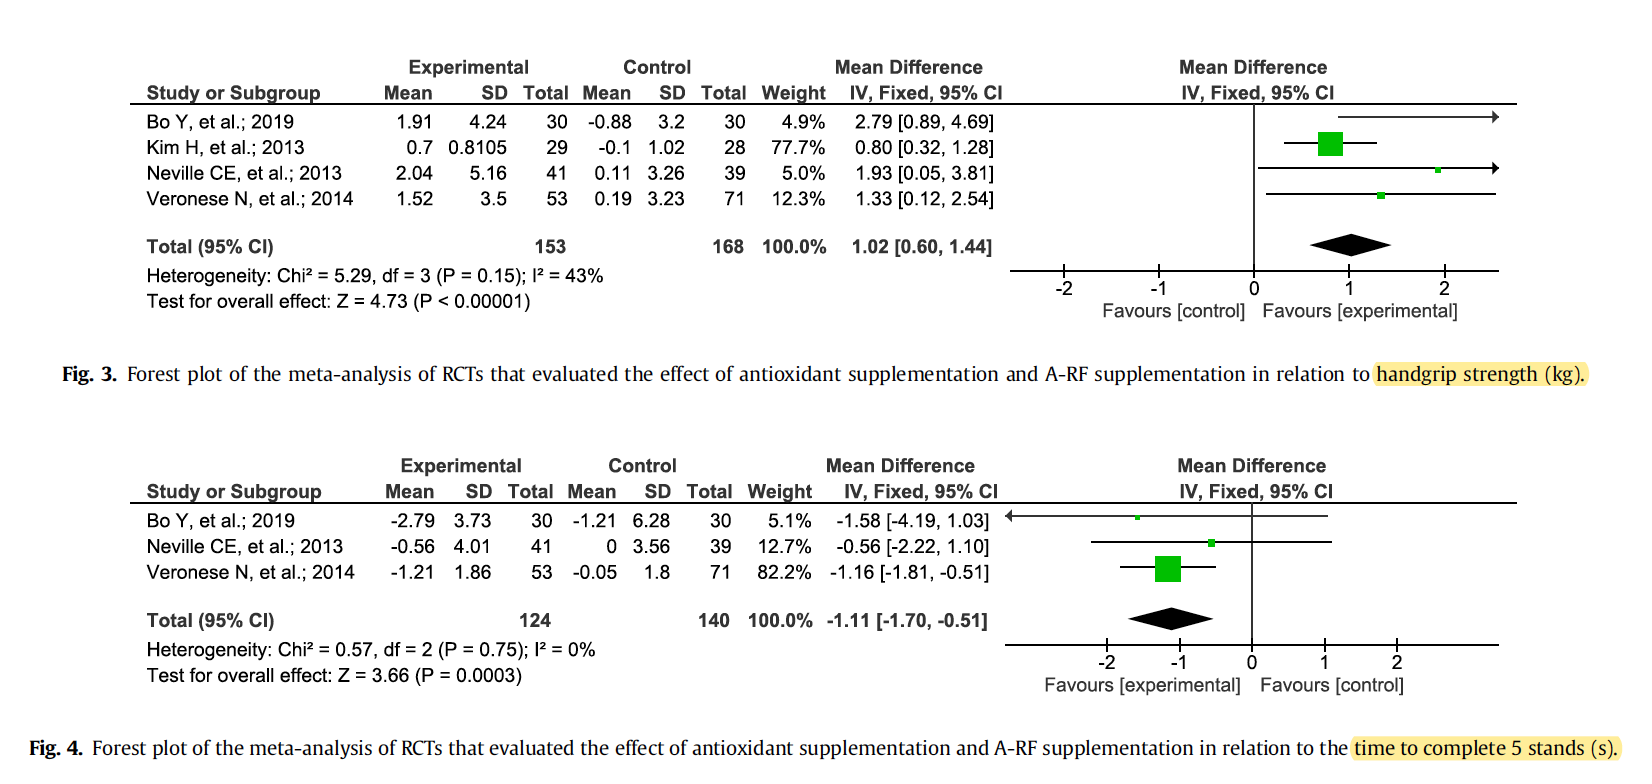 Experimental Control Mean Difference Mean Difference
Study or Subgroup Mean SD Total Mean SD Total Weight IV, Fixed, 95% CI IV, Fixed, 95% CI
Bo Y, et al.; 2019 1.91 4.24 30 -0.88 3.2 30 4.9% 2.79 [0.89, 4.69]
Kim H, et al.; 2013 0.7 0.8105 29 -0.1 1.02 28 77.7% 0.80 [0.32, 1.28]
Neville CE, et al.; 2013 2.04 5.16 41 0.11 3.26 39 5.0% 1.93 [0.05, 3.81]
Veronese N, et al.; 2014 1.52 3.5 53 0.19 3.23 71 12.3% 1.33 [0.12, 2.54]
Total (95% CI) 153 168 100.0% 1.02 [0.60, 1.44]
Heterogeneity: Chi² = 5.29, df = 3 (P = 0.15); I² = 43%
Test for overall effect: Z = 4.73 (P < 0.00001)
-2 -1 0 1 2
Favours [control] Favours [experimental]
Fig. 3. Forest plot of the meta-analysis of RCTs that evaluated the effect of antioxidant supplementation and A-RF supplementation in relation to handgrip strength (kg).
Experimental Control Mean Difference Mean Difference
Study or Subgroup Mean SD Total Mean SD Total Weight IV, Fixed, 95% CI IV, Fixed, 95% CI
Bo Y, et al.; 2019 -2.79 3.73 30 -1.21 6.28 30 5.1% -1.58 [-4.19, 1.03]
Neville CE, et al.; 2013 -0.56 4.01 41 0 3.56 39 12.7% -0.56 [-2.22, 1.10]
Veronese N, et al.; 2014 -1.21 1.86 53 -0.05 1.8 71 82.2% -1.16 [-1.81, -0.51]
Total (95% CI) 124 140 100.0% -1.11 [-1.70, -0.51]
Heterogeneity: Chi² = 0.57, df = 2 (P = 0.75); I² = 0%
Test for overall effect: Z = 3.66 (P = 0.0003)
-2 -1 0 1 2
Favours [experimental] Favours [control]
Fig. 4. Forest plot of the meta-analysis of RCTs that evaluated the effect of antioxidant supplementation and A-RF supplementation in relation to the time to complete 5 stands (s).